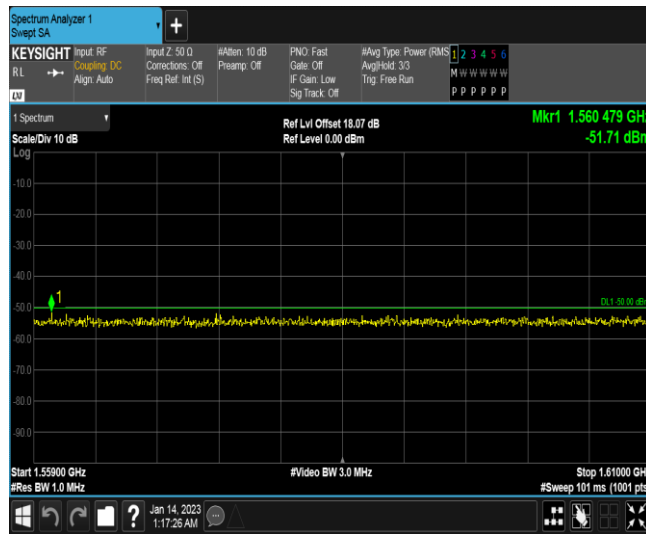 Spectrum Analyzer 1
Swept SA
+
KEYSIGHT
RL
LXI
Input: RF
Coupling: DC
Align: Auto
Input Z: 50 Ω
Corrections: Off
Freq Ref: Int (S)
#Atten: 10 dB
Preamp: Off
PNO: Fast
Gate: Off
IF Gain: Low
Sig Track: Off
#Avg Type: Power (RMS
Avg|Hold: 3/3
Trig: Free Run
1 2 3 4 5 6
M W W W W W
P P P P P P
1 Spectrum
Scale/Div 10 dB
Log
Ref Lvl Offset 18.07 dB
Ref Level 0.00 dBm
Mkr1 1.560 479 GHz
-51.71 dBm
-10.0
-20.0
-30.0
-40.0
-50.0
-60.0
-70.0
-80.0
-90.0
1
DL1 -50.00 dBm
Start 1.55900 GHz
#Res BW 1.0 MHz
#Video BW 3.0 MHz
Stop 1.61000 GHz
#Sweep 101 ms (1001 pts
?
Jan 14, 2023
1:17:26 AM